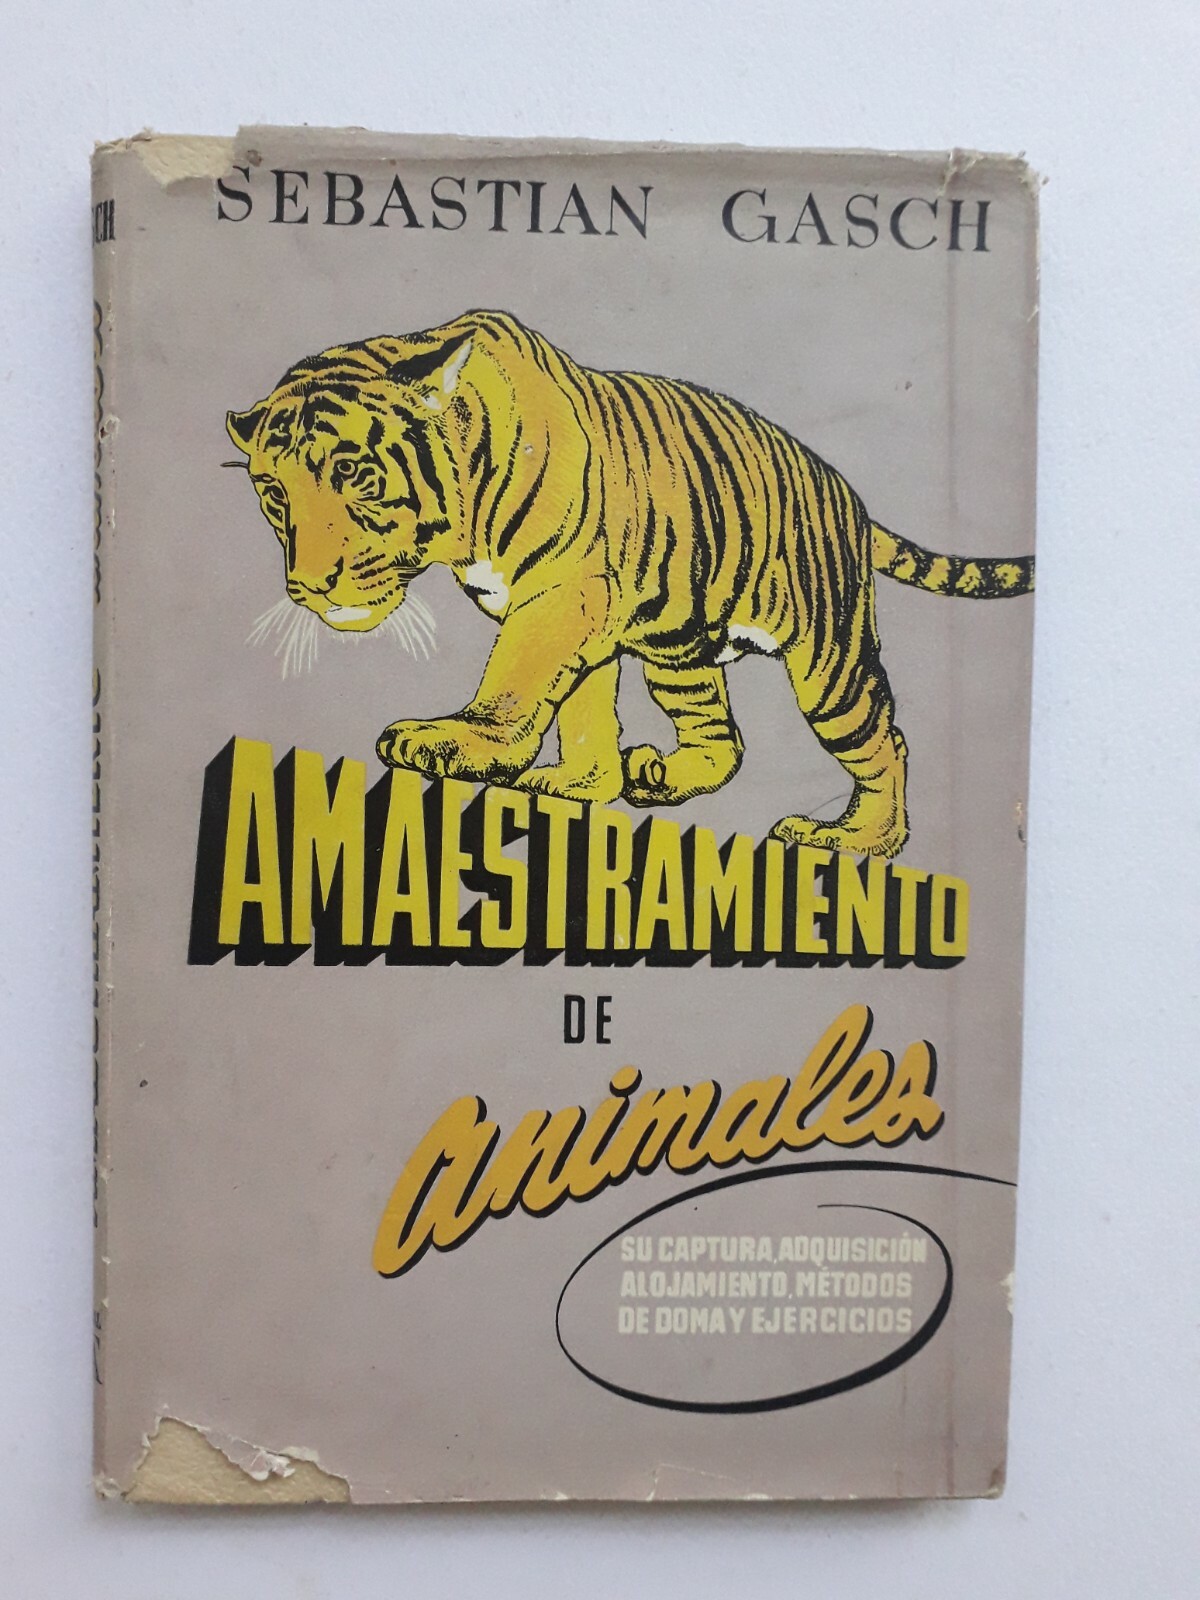 SEBASTIAN GASCH
AMAESTRAMIENTO
DE
animales
SU CAPTURA, ADQUISICIÓN
ALOJAMIENTO, MÉTODOS
DE DOMA Y EJERCICIOS